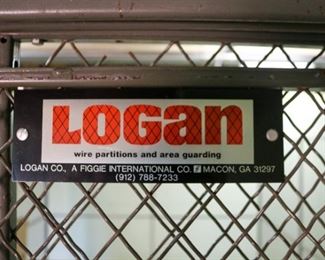 LOGan
wire partitions and area guarding
LOGAN CO., A FIGGIE INTERNATIONAL CO. MACON, GA 31297
(912) 788-7233